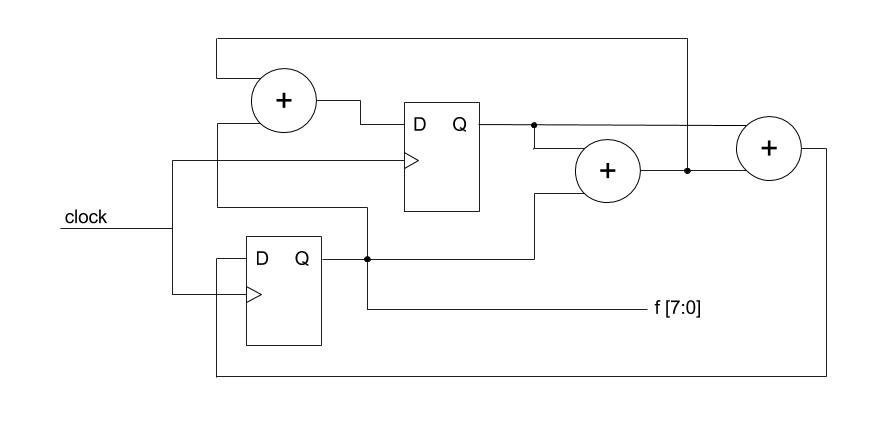 +
D Q
+
+
clock
D Q
f [7:0]